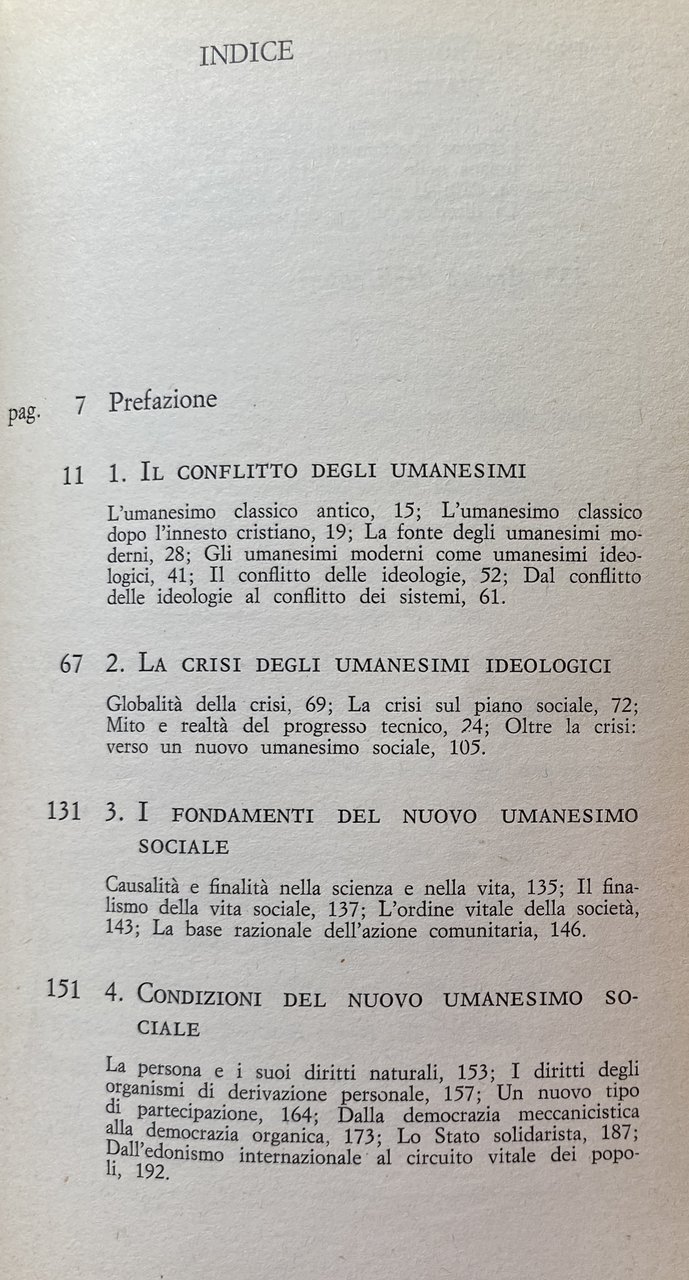 INDICE
pag. 7 Prefazione
11 1. IL CONFLITTO DEGLI UMANESIMI
L'umanesimo classico antico, 15; L'umanesimo classico
dopo l'innesto cristiano, 19; La fonte degli umanesimi mo-
derni, 28; Gli umanesimi moderni come umanesimi ideo-
logici, 41; Il conflitto delle ideologie, 52; Dal conflitto
delle ideologie al conflitto dei sistemi, 61.
67 2. LA CRISI DEGLI UMANESIMI IDEOLOGICI
Globalità della crisi, 69; La crisi sul piano sociale, 72;
Mito e realtà del progresso tecnico, 24; Oltre la crisi:
verso un nuovo umanesimo sociale, 105.
131 3. I FONDAMENTI DEL NUOVO UMANESIMO
SOCIALE
Causalità e finalità nella scienza e nella vita, 135; Il fina-
lismo della vita sociale, 137; L'ordine vitale della società,
143; La base razionale dell'azione comunitaria, 146.
151 4. CONDIZIONI DEL NUOVO UMANESIMO SO-
CIALE
La persona e i suoi diritti naturali, 153; I diritti degli
organismi di derivazione personale, 157; Un nuovo tipo
di partecipazione, 164; Dalla democrazia meccanicistica
alla democrazia organica, 173; Lo Stato solidarista, 187;
Dall'edonismo internazionale al circuito vitale dei popo-
li, 192.